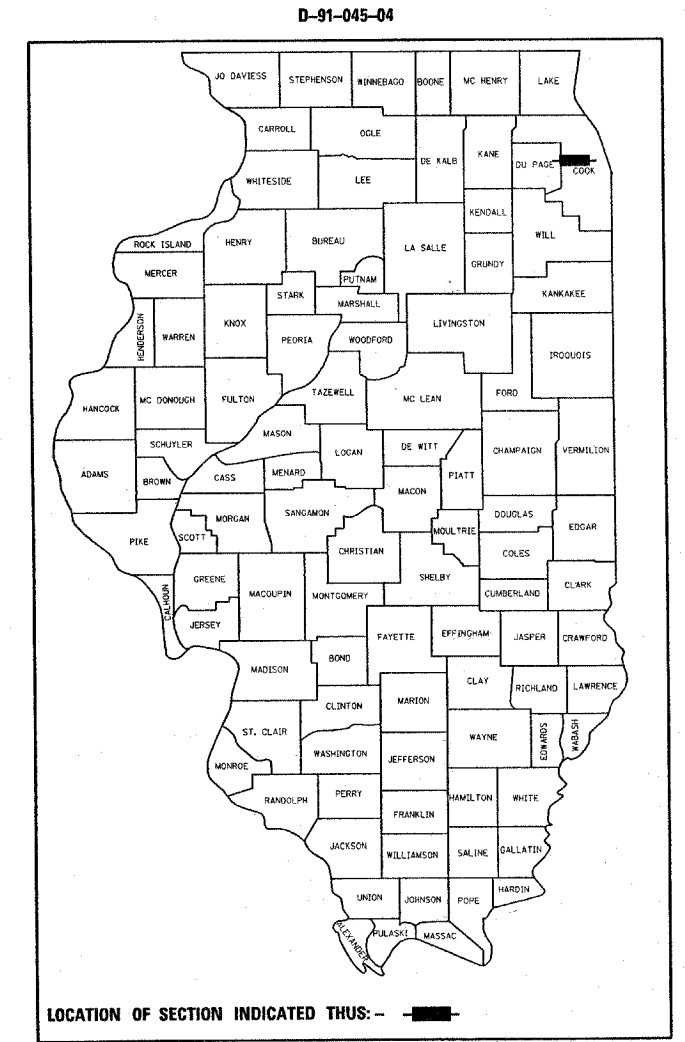 D-91-045-04
JO DAVIESS STEPHENSON WINNEBAGO BOONE MC HENRY LAKE
CARROLL OGLE
DE KALB KANE DU PAGE COOK
WHITESIDE LEE
KENDALL
ROCK ISLAND HENRY BUREAU LA SALLE WILL
MERCER PUTNAM GRUNDY
STARK MARSHALL KANKAKEE
HENDERSON WARREN KNOX PEORIA WOODFORD LIVINGSTON IROQUOIS
HANCOCK MC DONOUGH FULTON TAZEWELL MC LEAN FORD
SCHUYLER MASON LOGAN DE WITT CHAMPAIGN VERMILION
ADAMS BROWN CASS MENARD MACON PIATT
PIKE SCOTT MORGAN SANGAMON MOULTRIE DOUGLAS EDGAR
CHRISTIAN COLES
CALHOUN GREENE MACOUPIN MONTGOMERY SHELBY CUMBERLAND CLARK
JERSEY FAYETTE EFFINGHAM JASPER CRAWFORD
MADISON BOND
CLAY RICHLAND LAWRENCE
CLINTON MARION
ST. CLAIR WAYNE EDWARDS WABASH
MONROE WASHINGTON JEFFERSON
RANDOLPH PERRY HAMILTON WHITE
FRANKLIN
JACKSON WILLIAMSON SALINE GALLATIN
UNION JOHNSON POPE HARDIN
ALEXANDER PULASKI MASSAC
LOCATION OF SECTION INDICATED THUS: -